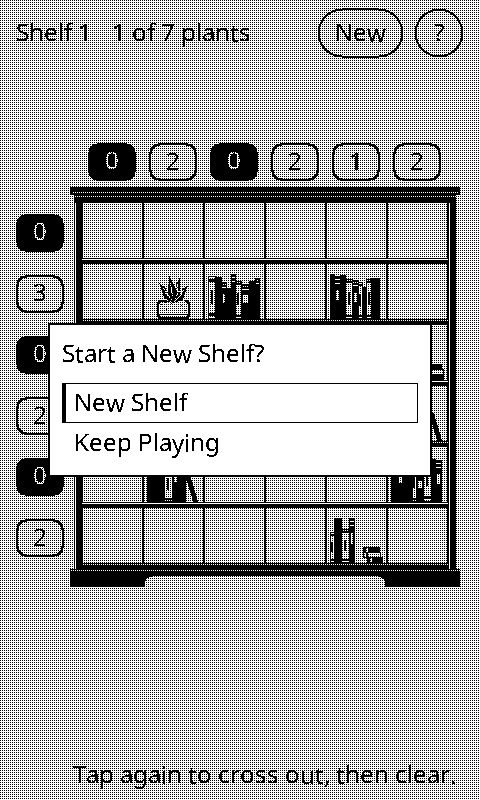 Shelf 1 1 of 7 plants New ?
0 2 0 2 1 2
0
3
0
Start a New Shelf?
New Shelf
2
Keep Playing
0
2
Tap again to cross out, then clear.